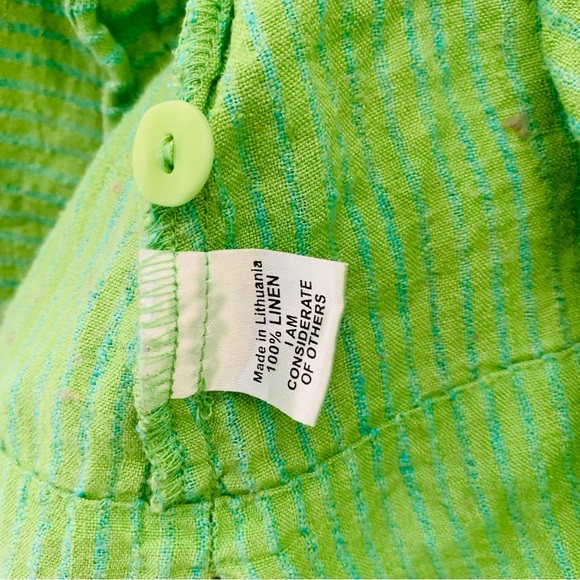 Made in Lithuania
100% LINEN
I AM
CONSIDERATE
OF OTHERS